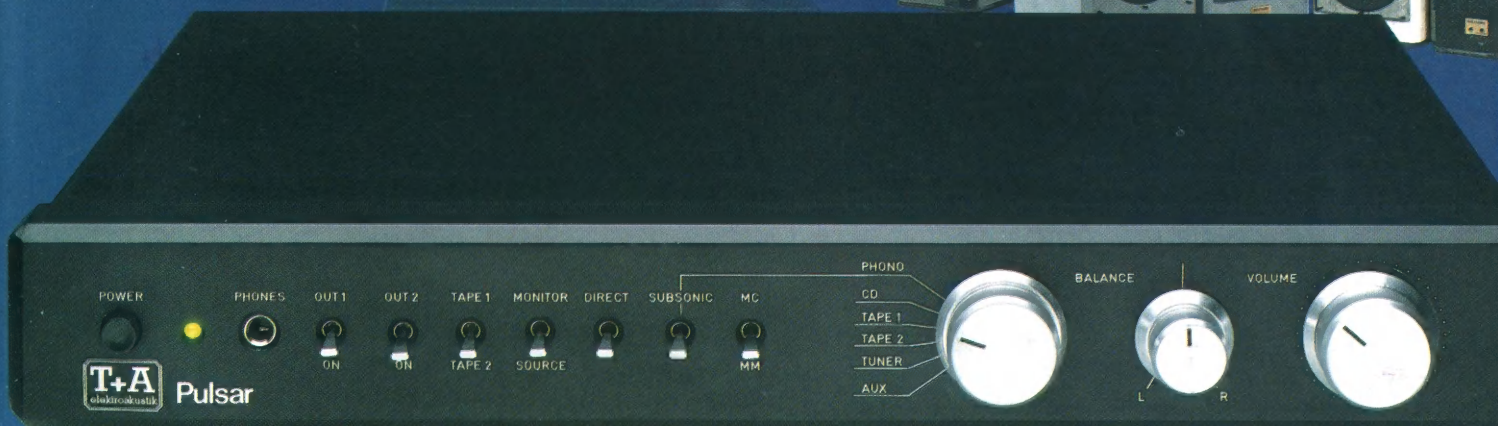 PHONO
BALANCE
VOLUME
POWER
PHONES
OUT 1
OUT 2
TAPE 1
MONITOR
DIRECT
SUBSONIC
MC
CD
TAPE 1
TAPE 2
TUNER
AUX
ON
ON
TAPE 2
SOURCE
MM
L
R
T+A
elektroakustik
Pulsar